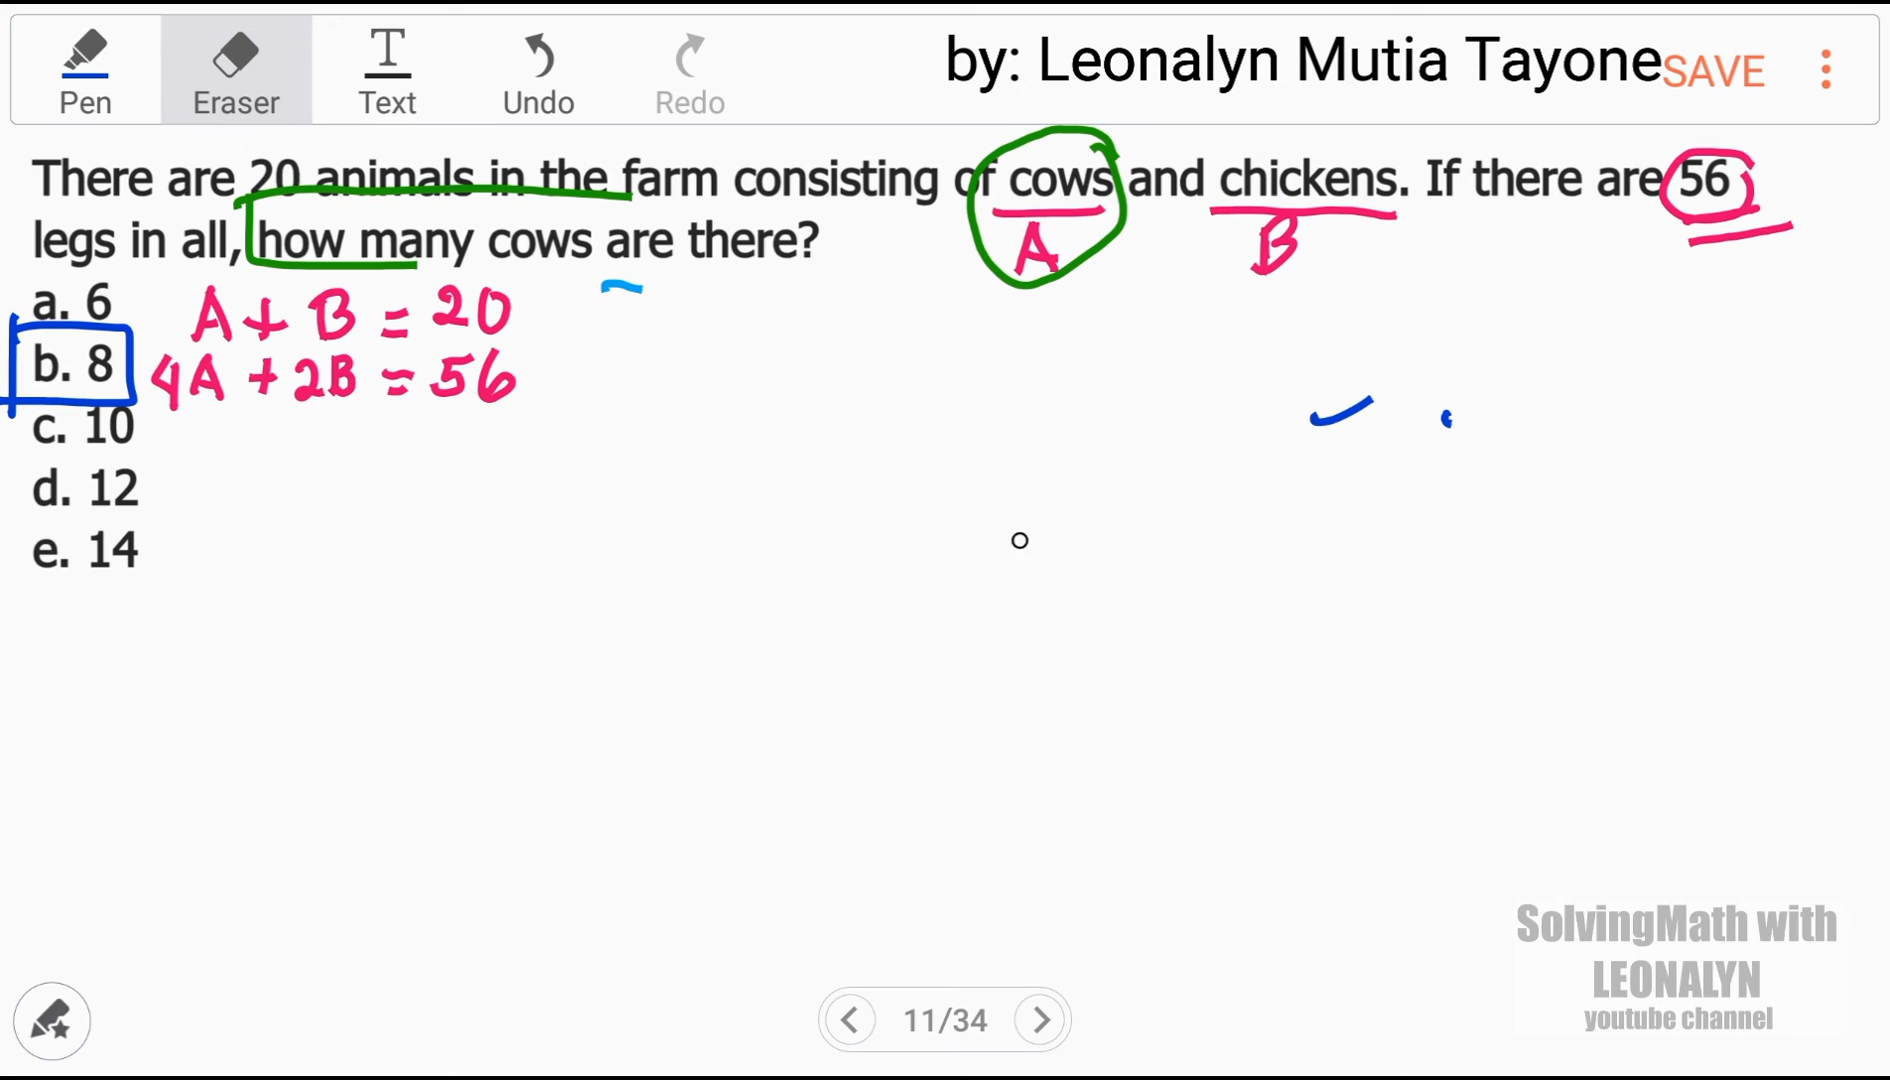 Pen
Eraser
Text
Undo
Redo
by: Leonalyn Mutia Tayone
SAVE
There are 20 animals in the farm consisting of cows and chickens. If there are 56
legs in all, how many cows are there?
A
B
a. 6
A + B = 20
b. 8
4A + 2B = 56
c. 10
d. 12
e. 14
SolvingMath with
LEONALYN
youtube channel
11/34